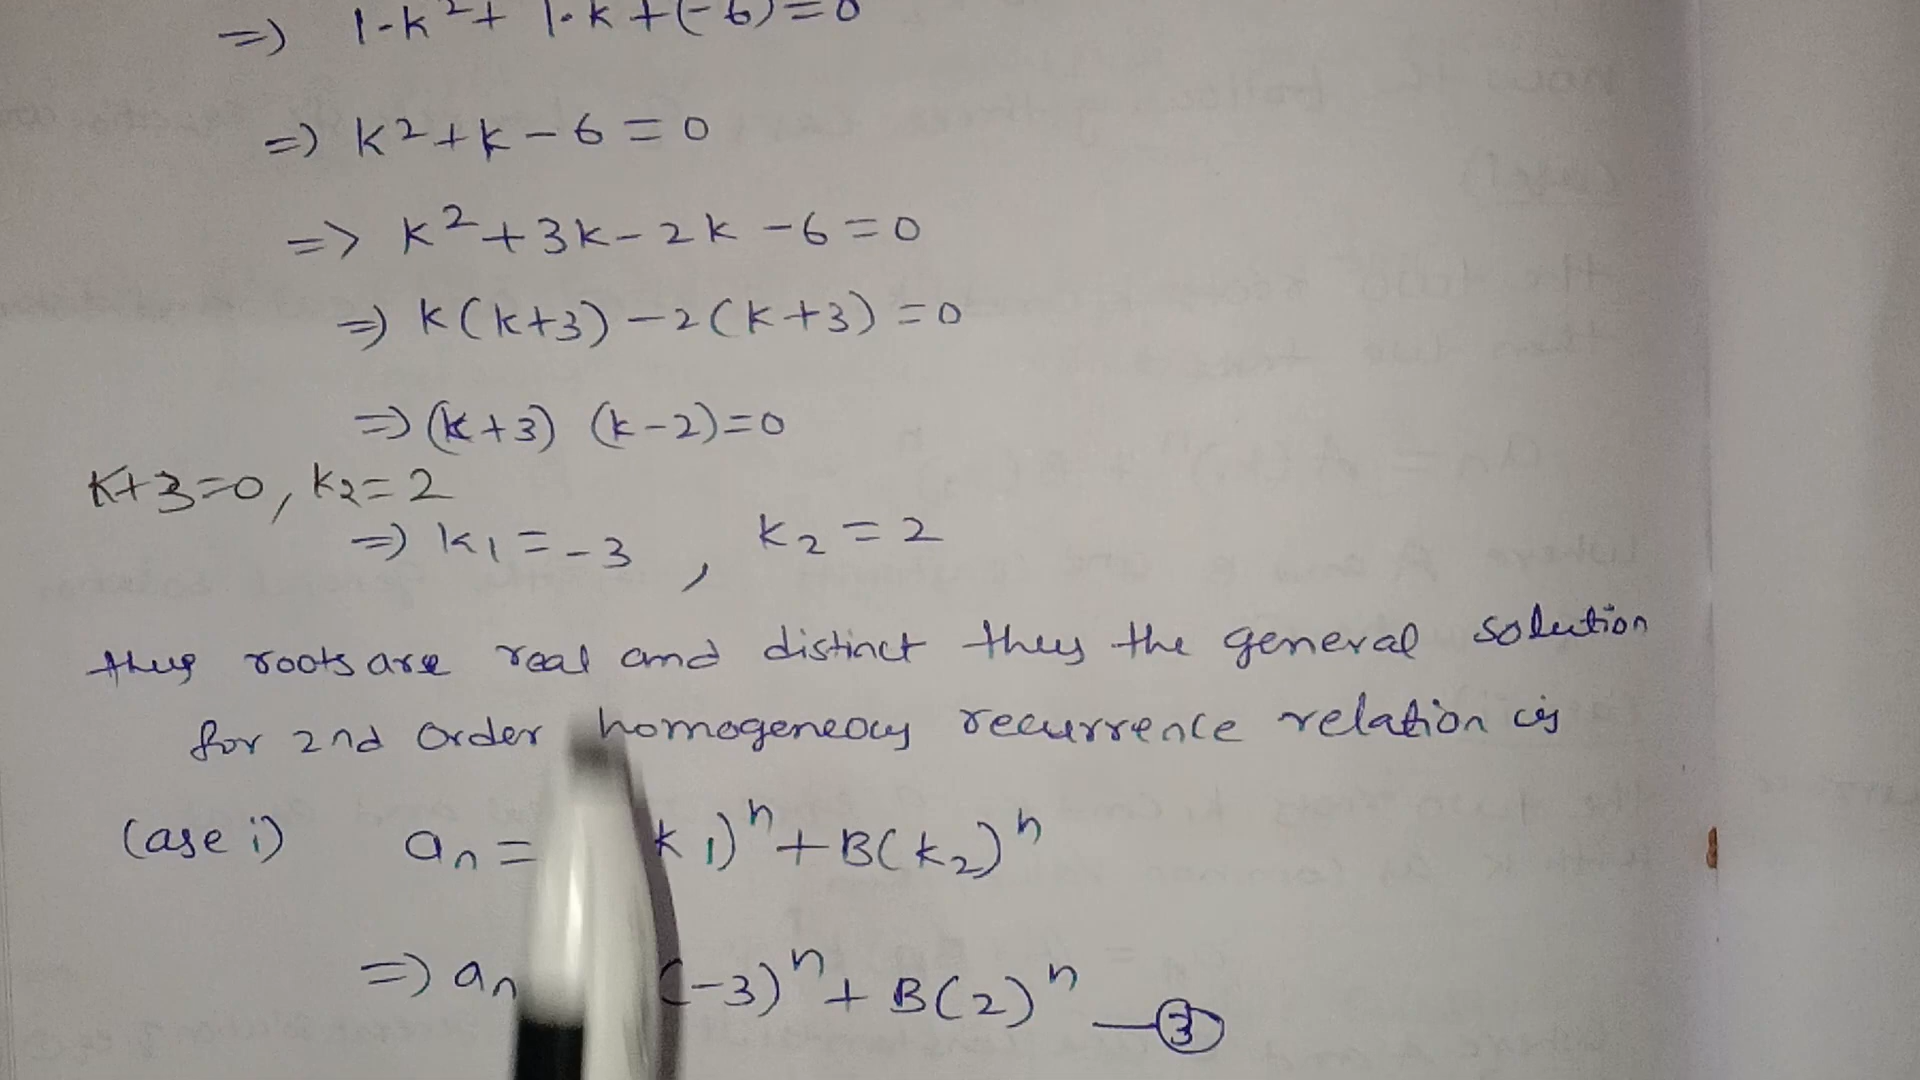 =) 1-k²+ 1.k+(-6)=0
=) k²+k-6=0
=> k²+3k-2k-6=0
=) k(k+3)-2(k+3)=0
=) (k+3) (k-2)=0
k+3=0, k₂=2
=) k₁=-3 , k₂=2
thus roots are real and distinct thus the general solution
for 2nd order homogeneous recurrence relation is
(case i) aₙ= k₁)ⁿ+B(k₂)ⁿ
=) aₙ (-3)ⁿ+B(2)ⁿ —③